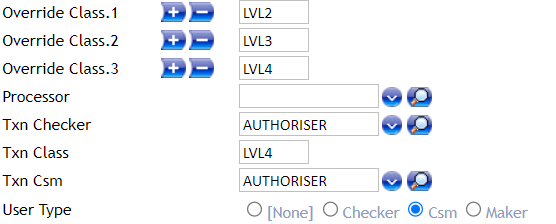 Override Class.1 LVL2
Override Class.2 LVL3
Override Class.3 LVL4
Processor
Txn Checker AUTHORISER
Txn Class LVL4
Txn Csm AUTHORISER
User Type [None] Checker Csm Maker